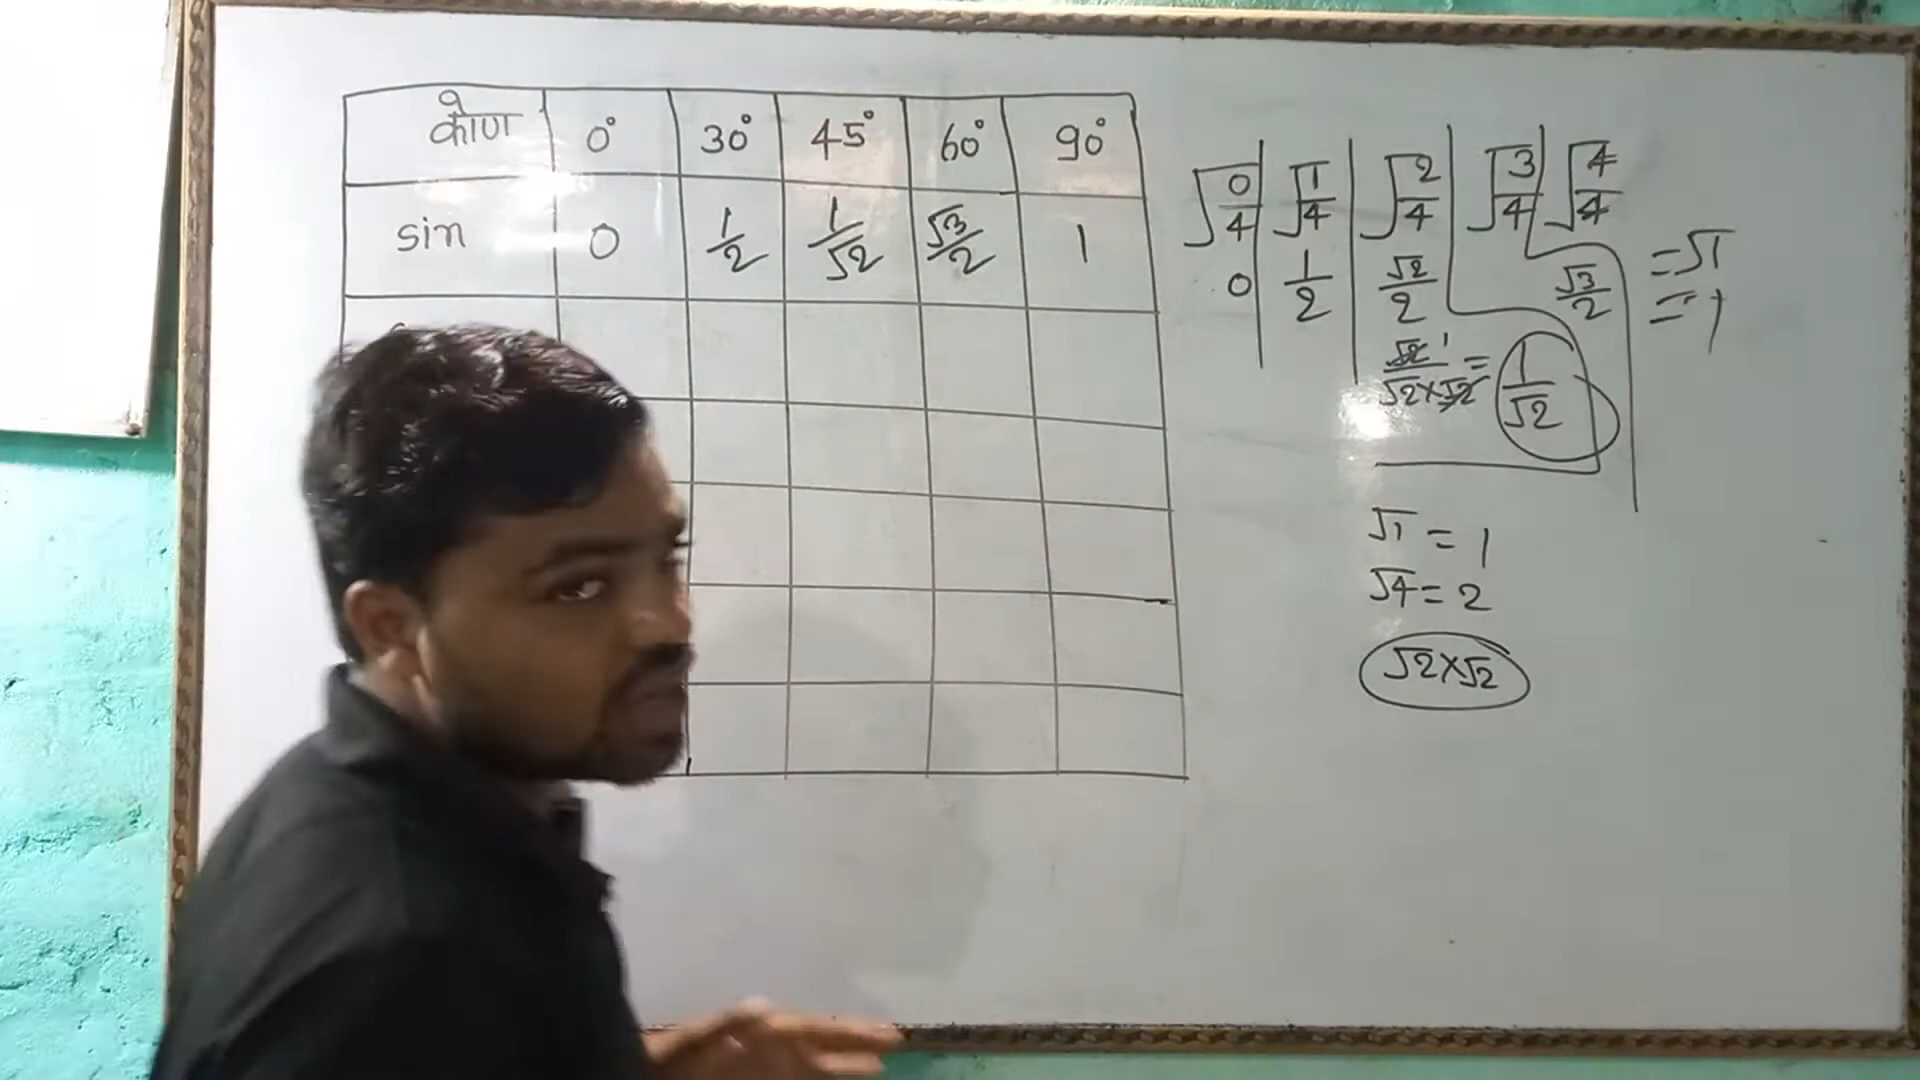 कोण 0° 30° 45° 60° 90°
sin 0 1/2 1/√2 √3/2 1
√0/4 √1/4 √2/4 √3/4 √4/4
= √1
0 1/2 √2/2 √3/2 = 1
√2 1/√2×√2 = 1/√2
√1 = 1
√4 = 2
√2×√2